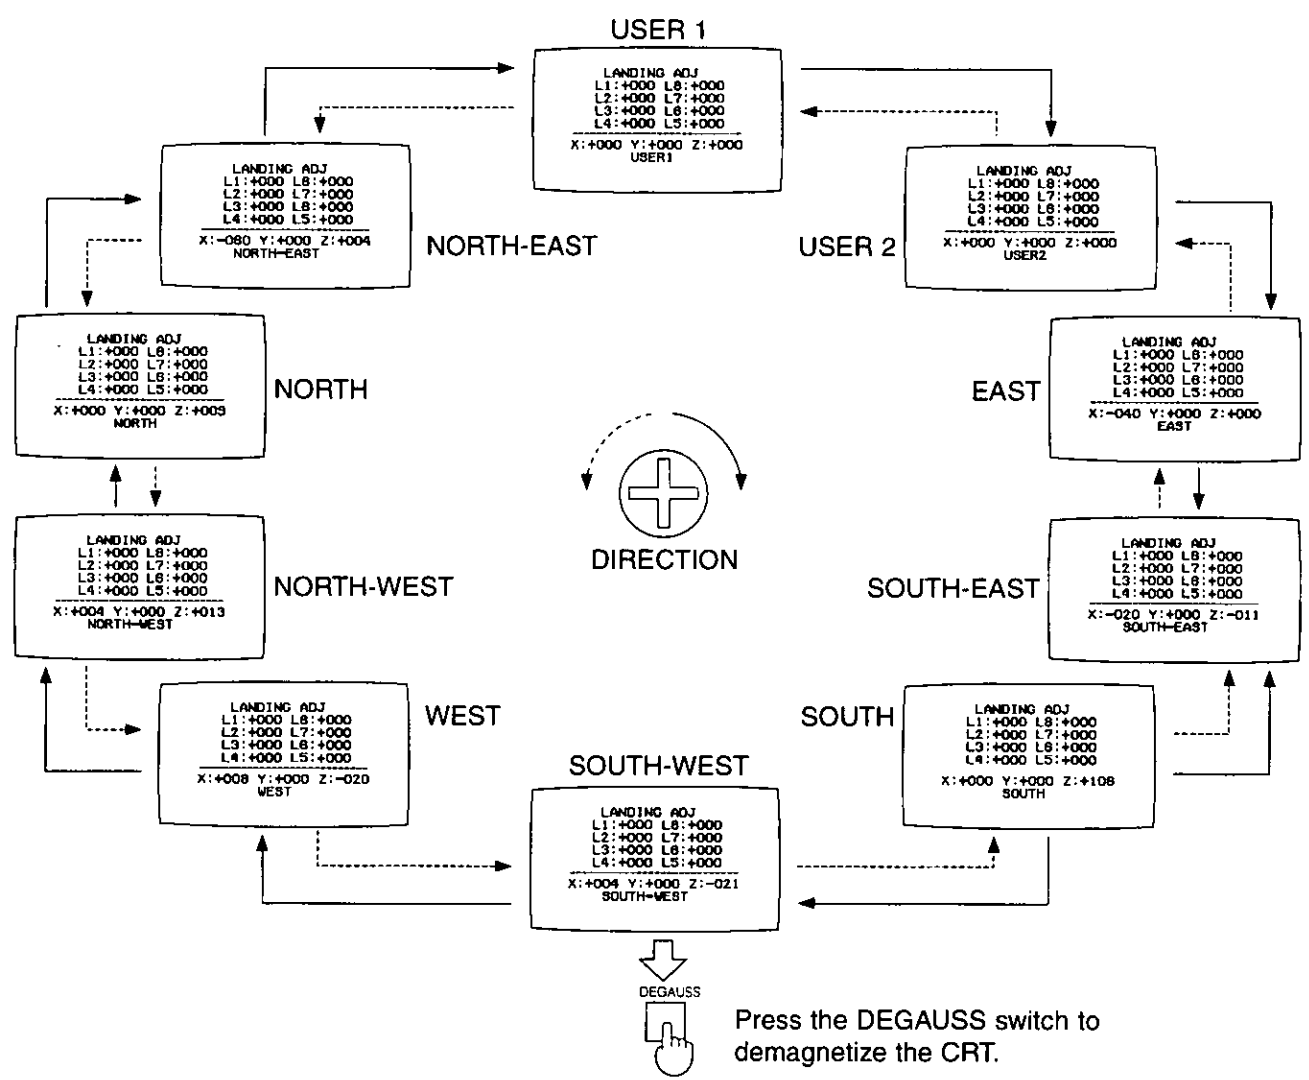 USER 1
LANDING ADJ
L1:+000 L8:+000
L2:+000 L7:+000
L3:+000 L6:+000
L4:+000 L5:+000
X:+000 Y:+000 Z:+000
USER1
LANDING ADJ
L1:+000 L8:+000
L2:+000 L7:+000
L3:+000 L6:+000
L4:+000 L5:+000
X:-080 Y:+000 Z:+004
NORTH-EAST
NORTH-EAST
USER 2
LANDING ADJ
L1:+000 L8:+000
L2:+000 L7:+000
L3:+000 L6:+000
L4:+000 L5:+000
X:+000 Y:+000 Z:+000
USER2
LANDING ADJ
L1:+000 L8:+000
L2:+000 L7:+000
L3:+000 L6:+000
L4:+000 L5:+000
X:+000 Y:+000 Z:+009
NORTH
NORTH
EAST
LANDING ADJ
L1:+000 L8:+000
L2:+000 L7:+000
L3:+000 L6:+000
L4:+000 L5:+000
X:-040 Y:+000 Z:+000
EAST
DIRECTION
LANDING ADJ
L1:+000 L8:+000
L2:+000 L7:+000
L3:+000 L6:+000
L4:+000 L5:+000
X:+004 Y:+000 Z:+013
NORTH-WEST
NORTH-WEST
SOUTH-EAST
LANDING ADJ
L1:+000 L8:+000
L2:+000 L7:+000
L3:+000 L6:+000
L4:+000 L5:+000
X:-020 Y:+000 Z:-011
SOUTH-EAST
LANDING ADJ
L1:+000 L8:+000
L2:+000 L7:+000
L3:+000 L6:+000
L4:+000 L5:+000
X:+008 Y:+000 Z:-020
WEST
WEST
SOUTH
LANDING ADJ
L1:+000 L8:+000
L2:+000 L7:+000
L3:+000 L6:+000
L4:+000 L5:+000
X:+000 Y:+000 Z:+108
SOUTH
SOUTH-WEST
LANDING ADJ
L1:+000 L8:+000
L2:+000 L7:+000
L3:+000 L6:+000
L4:+000 L5:+000
X:+004 Y:+000 Z:-021
SOUTH-WEST
DEGAUSS
Press the DEGAUSS switch to
demagnetize the CRT.